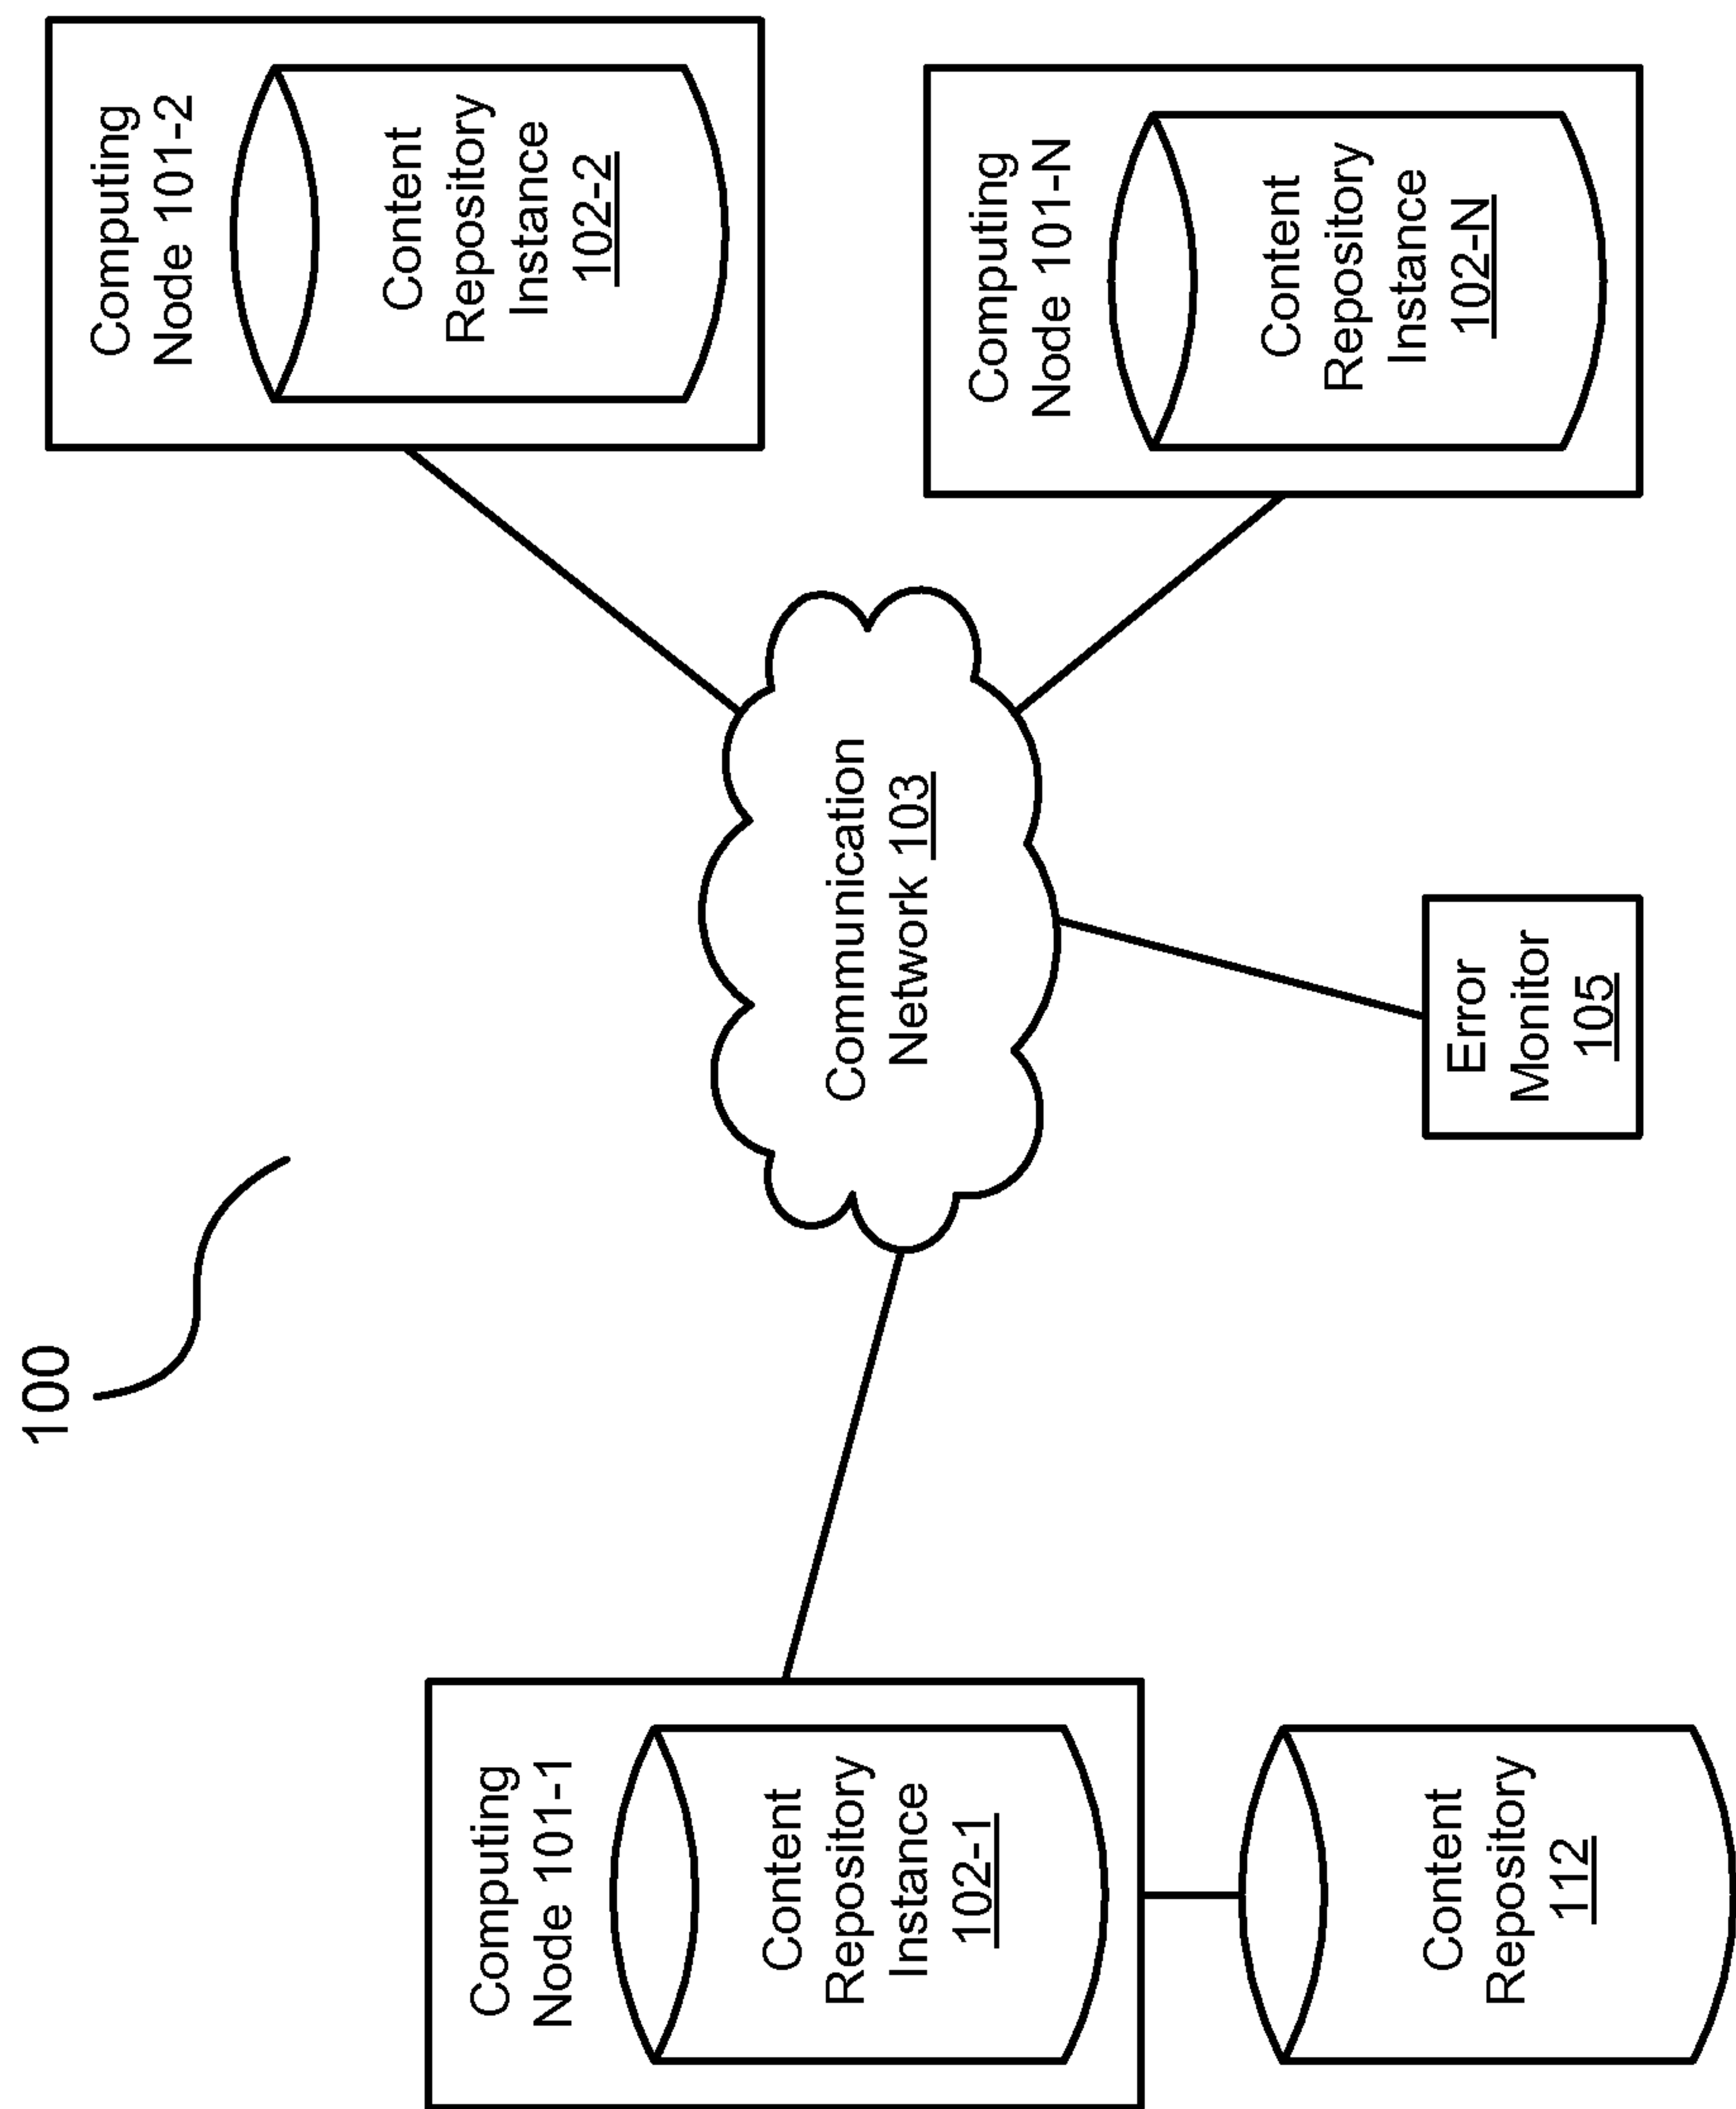 100
Computing
Node 101-1
Content
Repository
Instance
102-1
Content
Repository
112
Communication
Network 103
Error
Monitor
105
Computing
Node 101-2
Content
Repository
Instance
102-2
Computing
Node 101-N
Content
Repository
Instance
102-N